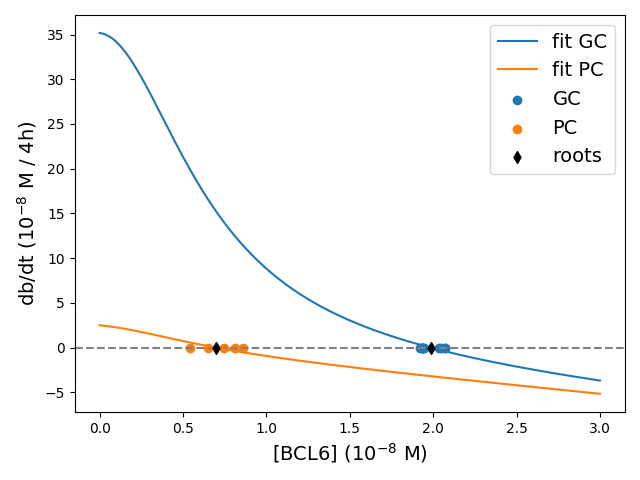 fit GC
fit PC
GC
PC
roots
35
30
25
20
15
10
5
0
−5
db/dt (10⁻⁸ M / 4h)
0.0 0.5 1.0 1.5 2.0 2.5 3.0
[BCL6] (10⁻⁸ M)